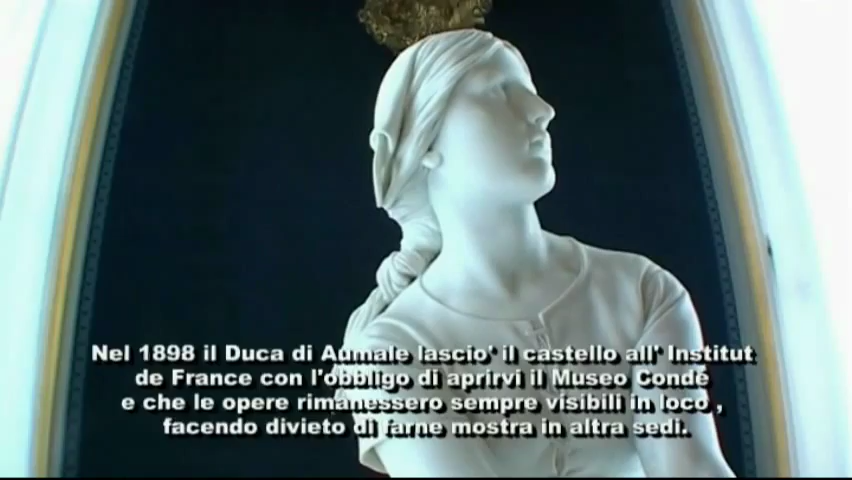 Nel 1898 il Duca di Aumale lascio' il castello all' Institut
de France con l'obbligo di aprirvi il Museo Condé
e che le opere rimanessero sempre visibili in loco ,
facendo divieto di farne mostra in altra sedi.